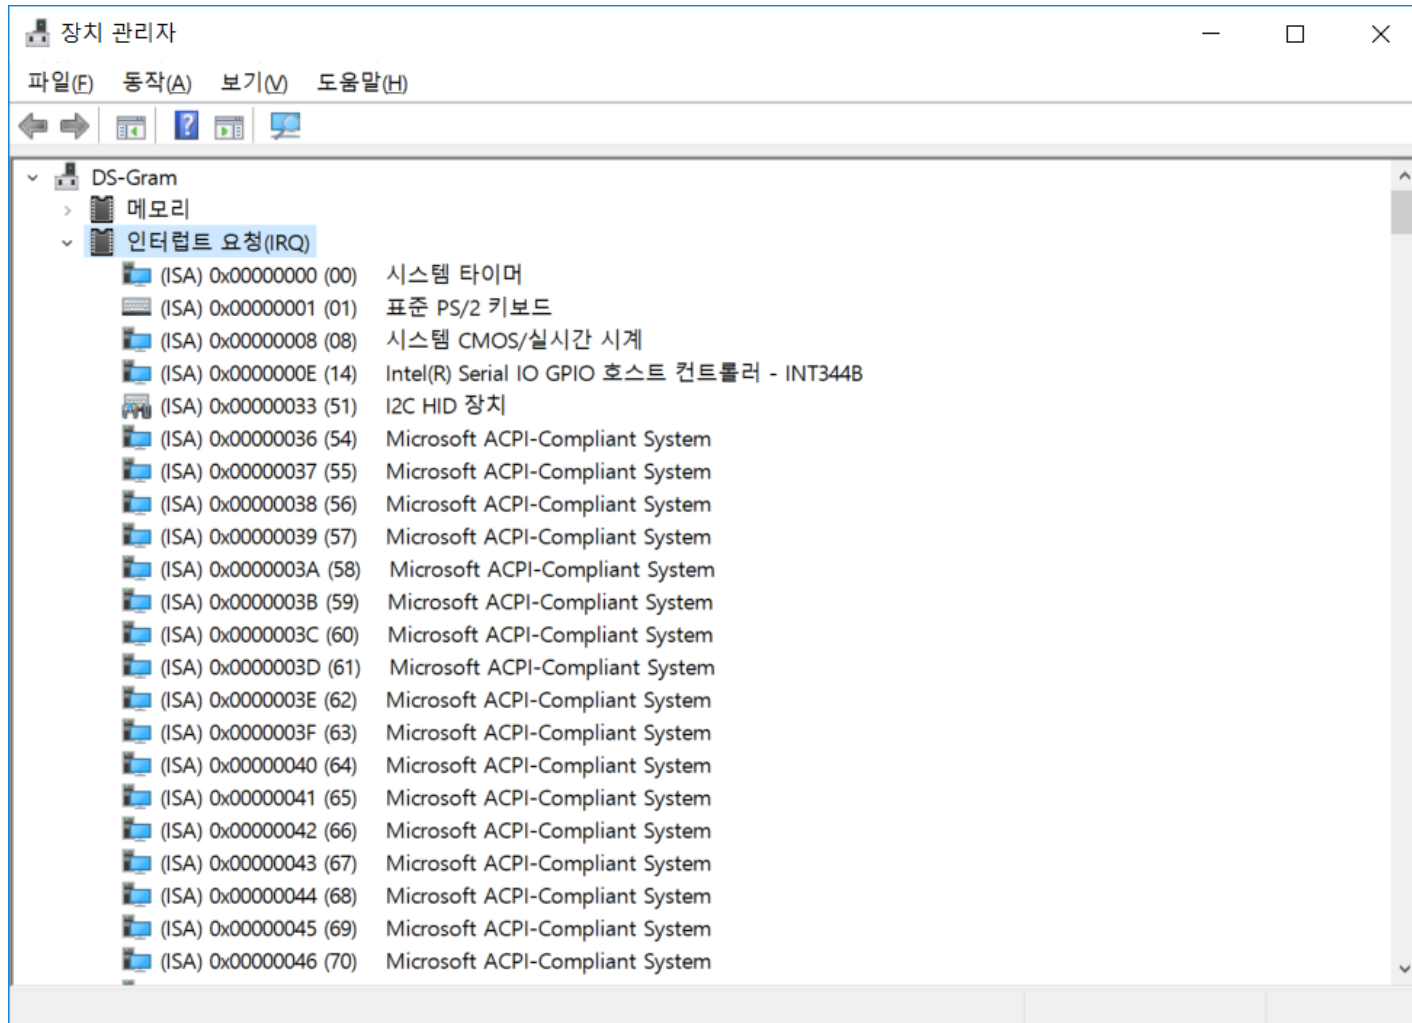 장치 관리자
파일(F) 동작(A) 보기(V) 도움말(H)
DS-Gram
메모리
인터럽트 요청(IRQ)
(ISA) 0x00000000 (00) 시스템 타이머
(ISA) 0x00000001 (01) 표준 PS/2 키보드
(ISA) 0x00000008 (08) 시스템 CMOS/실시간 시계
(ISA) 0x0000000E (14) Intel(R) Serial IO GPIO 호스트 컨트롤러 - INT344B
(ISA) 0x00000033 (51) I2C HID 장치
(ISA) 0x00000036 (54) Microsoft ACPI-Compliant System
(ISA) 0x00000037 (55) Microsoft ACPI-Compliant System
(ISA) 0x00000038 (56) Microsoft ACPI-Compliant System
(ISA) 0x00000039 (57) Microsoft ACPI-Compliant System
(ISA) 0x0000003A (58) Microsoft ACPI-Compliant System
(ISA) 0x0000003B (59) Microsoft ACPI-Compliant System
(ISA) 0x0000003C (60) Microsoft ACPI-Compliant System
(ISA) 0x0000003D (61) Microsoft ACPI-Compliant System
(ISA) 0x0000003E (62) Microsoft ACPI-Compliant System
(ISA) 0x0000003F (63) Microsoft ACPI-Compliant System
(ISA) 0x00000040 (64) Microsoft ACPI-Compliant System
(ISA) 0x00000041 (65) Microsoft ACPI-Compliant System
(ISA) 0x00000042 (66) Microsoft ACPI-Compliant System
(ISA) 0x00000043 (67) Microsoft ACPI-Compliant System
(ISA) 0x00000044 (68) Microsoft ACPI-Compliant System
(ISA) 0x00000045 (69) Microsoft ACPI-Compliant System
(ISA) 0x00000046 (70) Microsoft ACPI-Compliant System